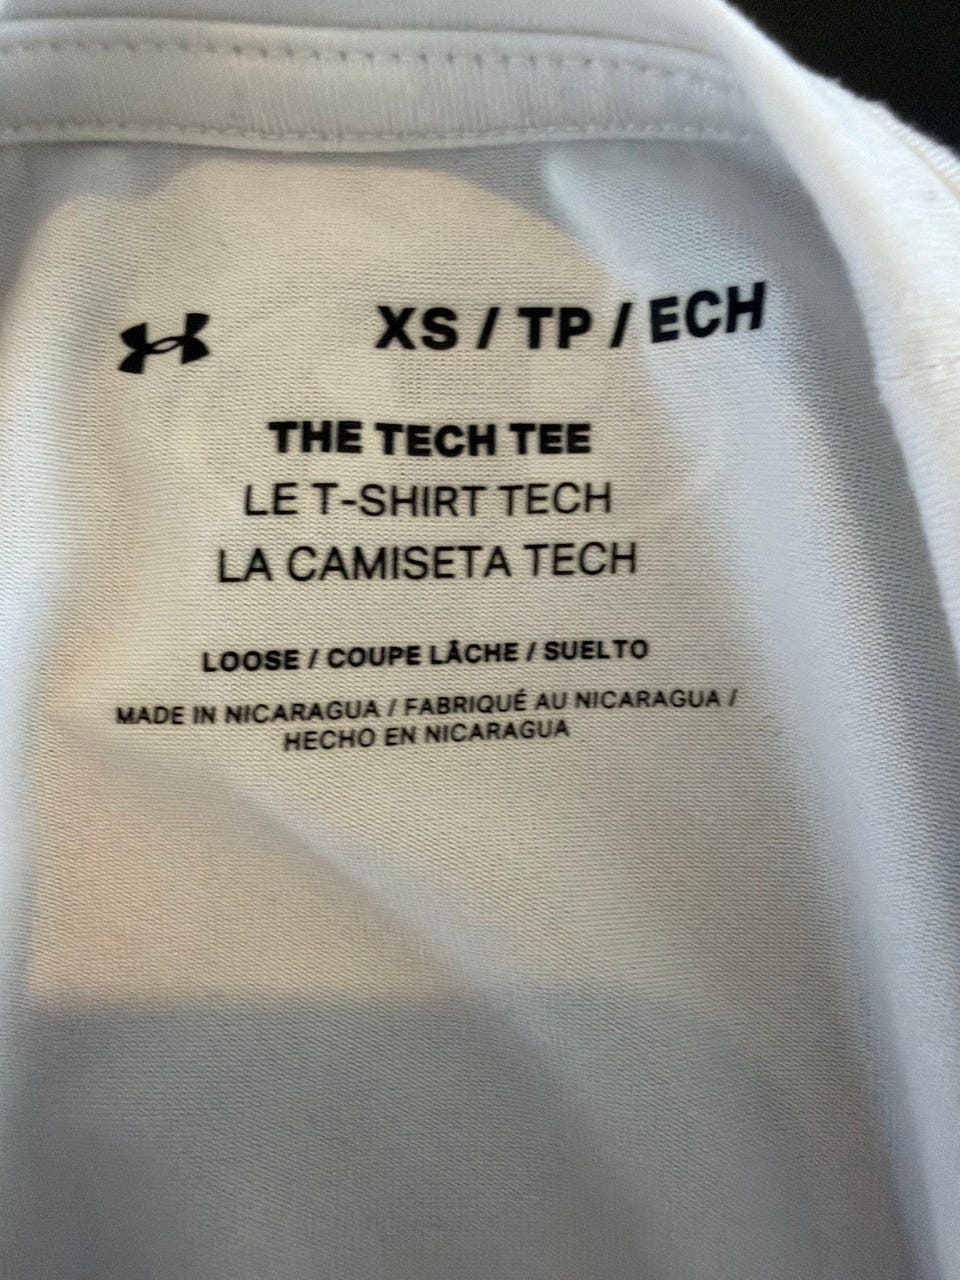 XS / TP / ECH
THE TECH TEE
LE T-SHIRT TECH
LA CAMISETA TECH
LOOSE / COUPE LÂCHE / SUELTO
MADE IN NICARAGUA / FABRIQUÉ AU NICARAGUA /
HECHO EN NICARAGUA